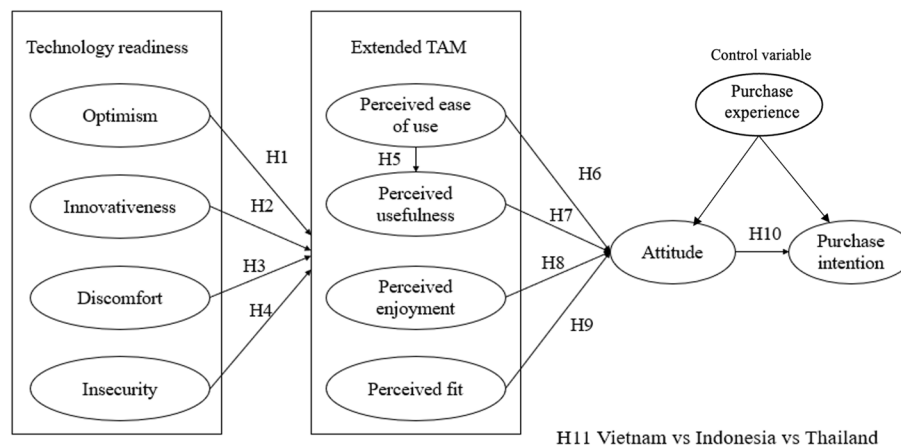 Technology readiness
Optimism
Innovativeness
Discomfort
Insecurity
H1
H2
H3
H4
Extended TAM
Perceived ease
of use
H5
Perceived
usefulness
Perceived
enjoyment
Perceived fit
H6
H7
H8
H9
Control variable
Purchase
experience
Attitude
H10
Purchase
intention
H11 Vietnam vs Indonesia vs Thailand